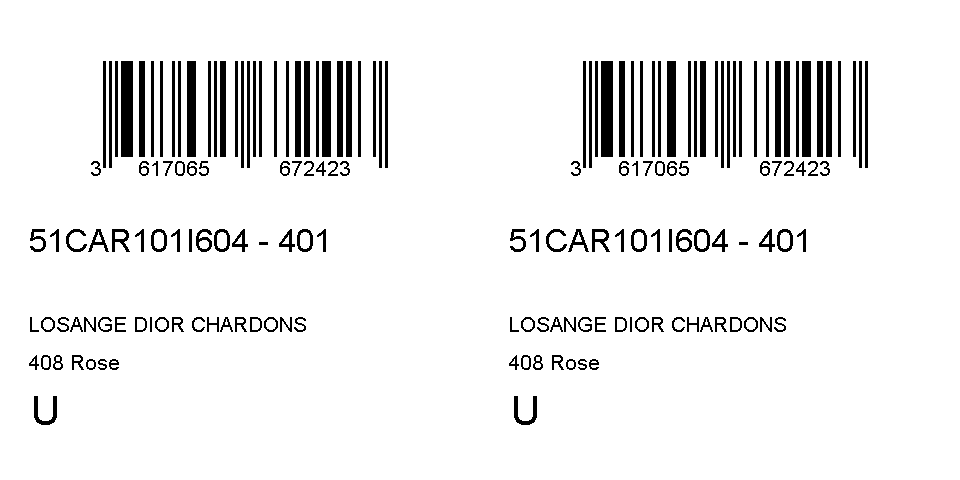 3 617065 672423
51CAR101I604 - 401
LOSANGE DIOR CHARDONS
408 Rose
U
3 617065 672423
51CAR101I604 - 401
LOSANGE DIOR CHARDONS
408 Rose
U